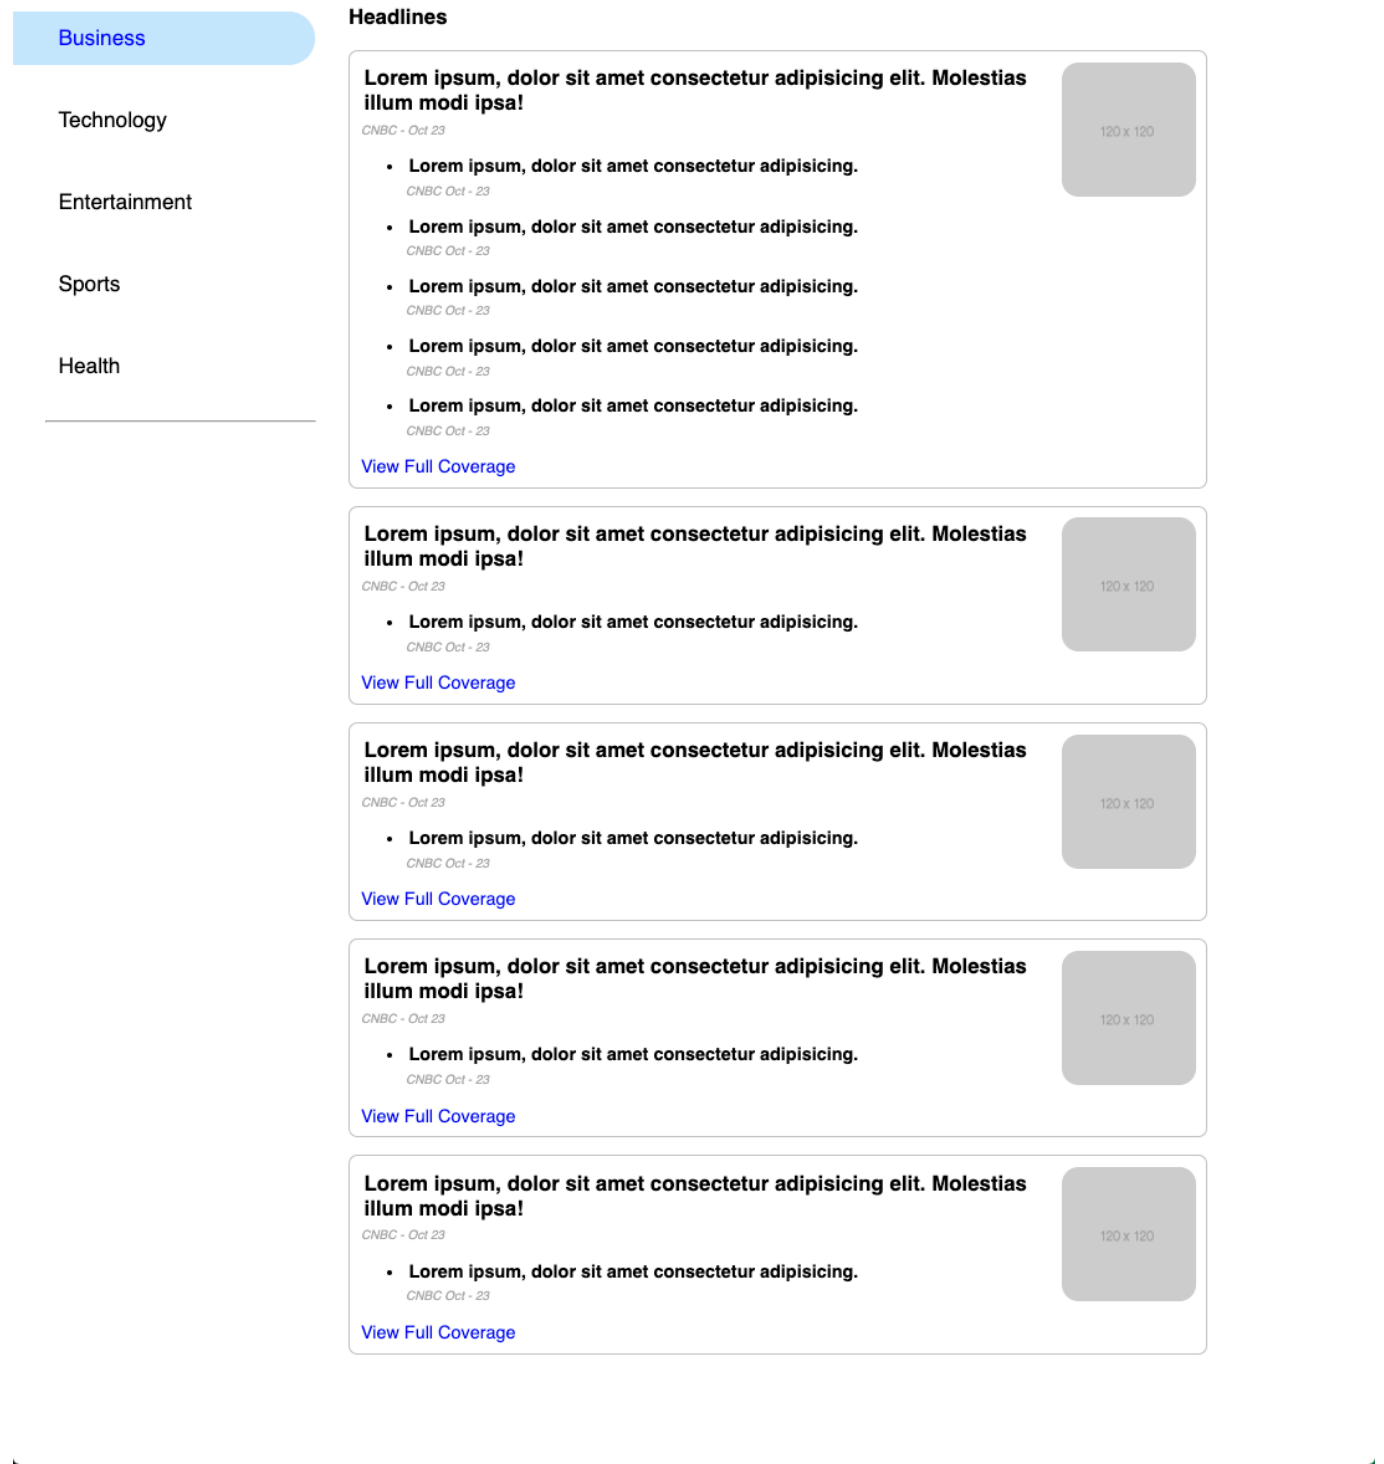 Business
Technology
Entertainment
Sports
Health
Headlines
Lorem ipsum, dolor sit amet consectetur adipisicing elit. Molestias
illum modi ipsa!
CNBC - Oct 23
120 x 120
• Lorem ipsum, dolor sit amet consectetur adipisicing.
CNBC Oct - 23
• Lorem ipsum, dolor sit amet consectetur adipisicing.
CNBC Oct - 23
• Lorem ipsum, dolor sit amet consectetur adipisicing.
CNBC Oct - 23
• Lorem ipsum, dolor sit amet consectetur adipisicing.
CNBC Oct - 23
• Lorem ipsum, dolor sit amet consectetur adipisicing.
CNBC Oct - 23
View Full Coverage
Lorem ipsum, dolor sit amet consectetur adipisicing elit. Molestias
illum modi ipsa!
CNBC - Oct 23
120 x 120
• Lorem ipsum, dolor sit amet consectetur adipisicing.
CNBC Oct - 23
View Full Coverage
Lorem ipsum, dolor sit amet consectetur adipisicing elit. Molestias
illum modi ipsa!
CNBC - Oct 23
120 x 120
• Lorem ipsum, dolor sit amet consectetur adipisicing.
CNBC Oct - 23
View Full Coverage
Lorem ipsum, dolor sit amet consectetur adipisicing elit. Molestias
illum modi ipsa!
CNBC - Oct 23
120 x 120
• Lorem ipsum, dolor sit amet consectetur adipisicing.
CNBC Oct - 23
View Full Coverage
Lorem ipsum, dolor sit amet consectetur adipisicing elit. Molestias
illum modi ipsa!
CNBC - Oct 23
120 x 120
• Lorem ipsum, dolor sit amet consectetur adipisicing.
CNBC Oct - 23
View Full Coverage